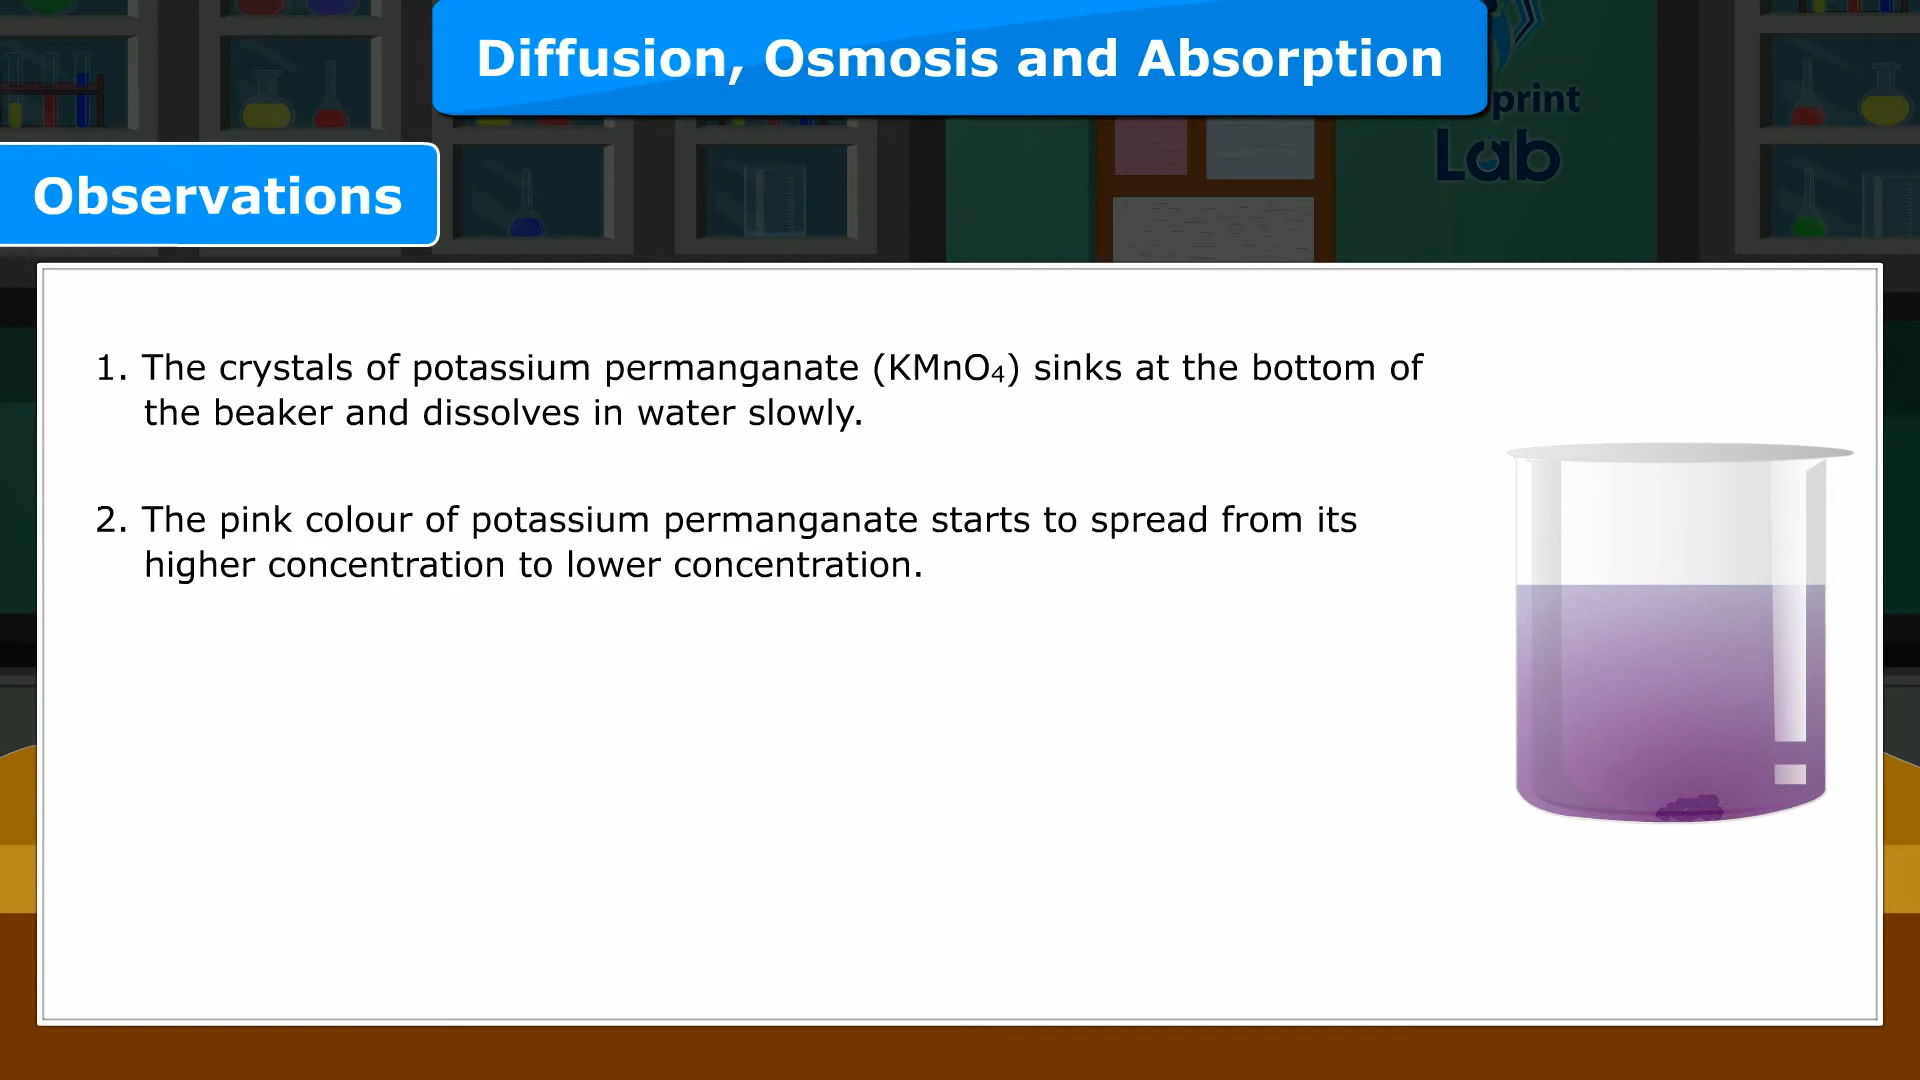 Diffusion, Osmosis and Absorption
print
Lab
Observations
1. The crystals of potassium permanganate (KMnO₄) sinks at the bottom of
the beaker and dissolves in water slowly.
2. The pink colour of potassium permanganate starts to spread from its
higher concentration to lower concentration.